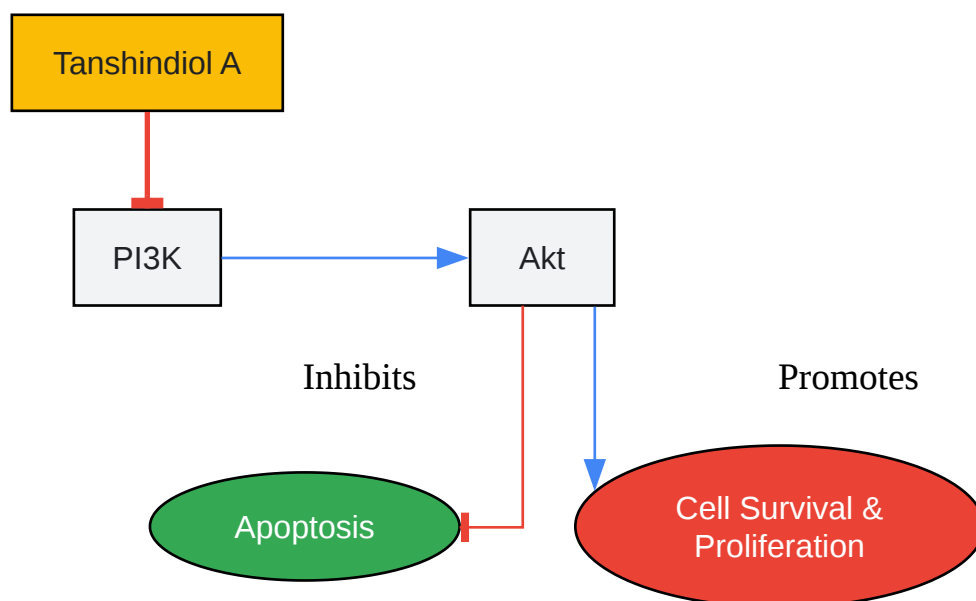 Tanshindiol A
PI3K
Akt
Inhibits
Promotes
Apoptosis
Cell Survival &
Proliferation